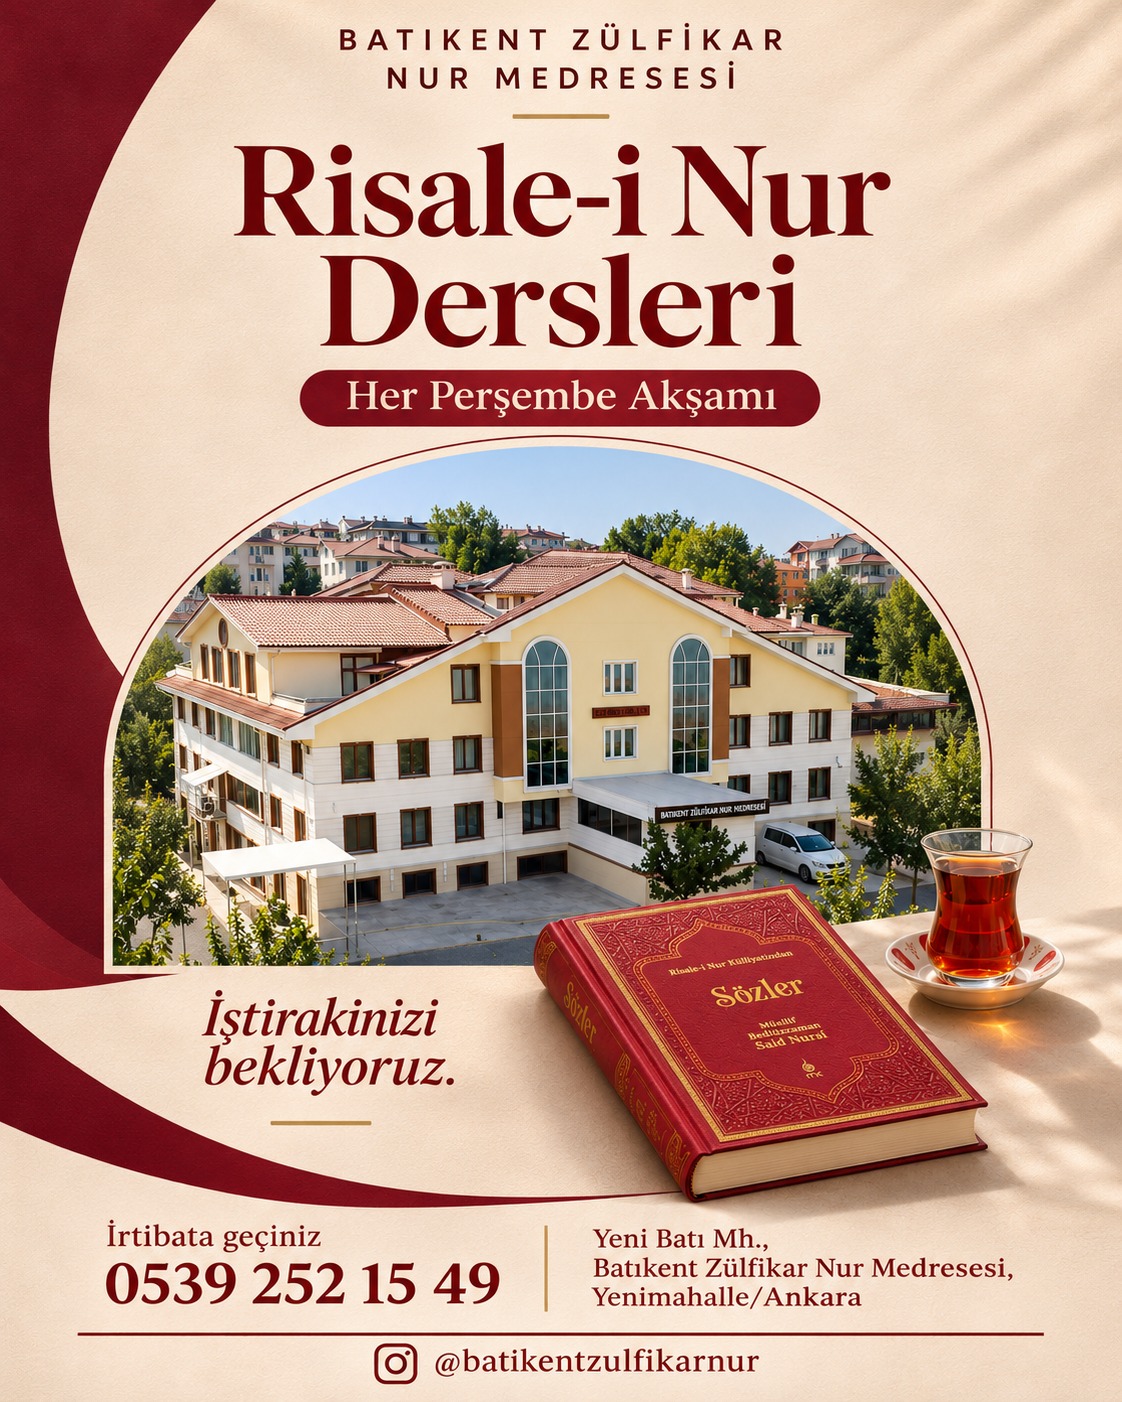 BATIKENT ZÜLFİKAR
NUR MEDRESESİ
Risale-i Nur
Dersleri
Her Perşembe Akşamı
BATIKENT ZÜLFİKAR NUR MEDRESESİ
Risale-i Nur Külliyatından
Sözler
Müellif
Bediüzzaman
Said Nursî
Sözler
İştirakinizi
bekliyoruz.
İrtibata geçiniz
0539 252 15 49
Yeni Batı Mh.,
Batıkent Zülfikar Nur Medresesi,
Yenimahalle/Ankara
@batikentzulfikarnur